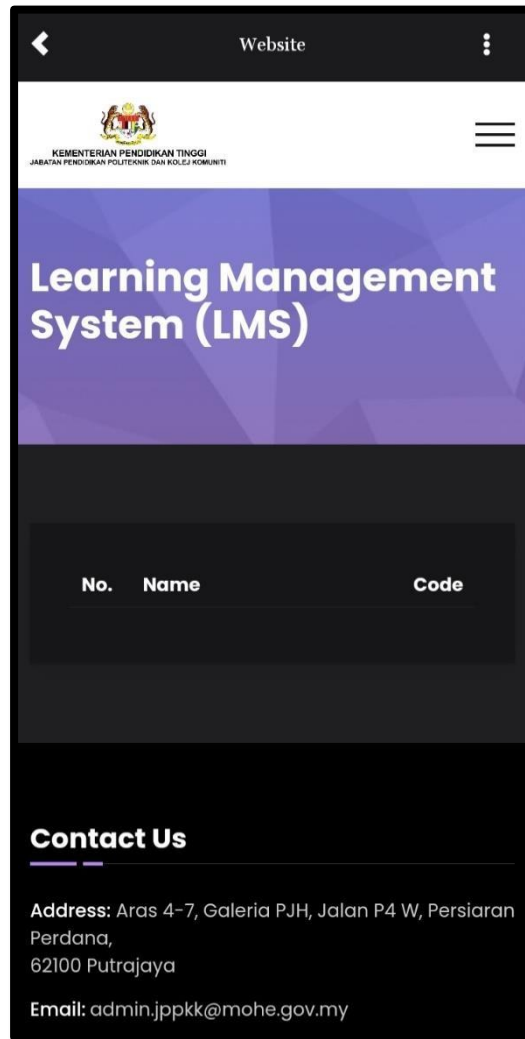 Website
KEMENTERIAN PENDIDIKAN TINGGI
JABATAN PENDIDIKAN POLITEKNIK DAN KOLEJ KOMUNITI
Learning Management
System (LMS)
No. Name Code
Contact Us
Address: Aras 4-7, Galeria PJH, Jalan P4 W, Persiaran
Perdana,
62100 Putrajaya
Email: admin.jppkk@mohe.gov.my